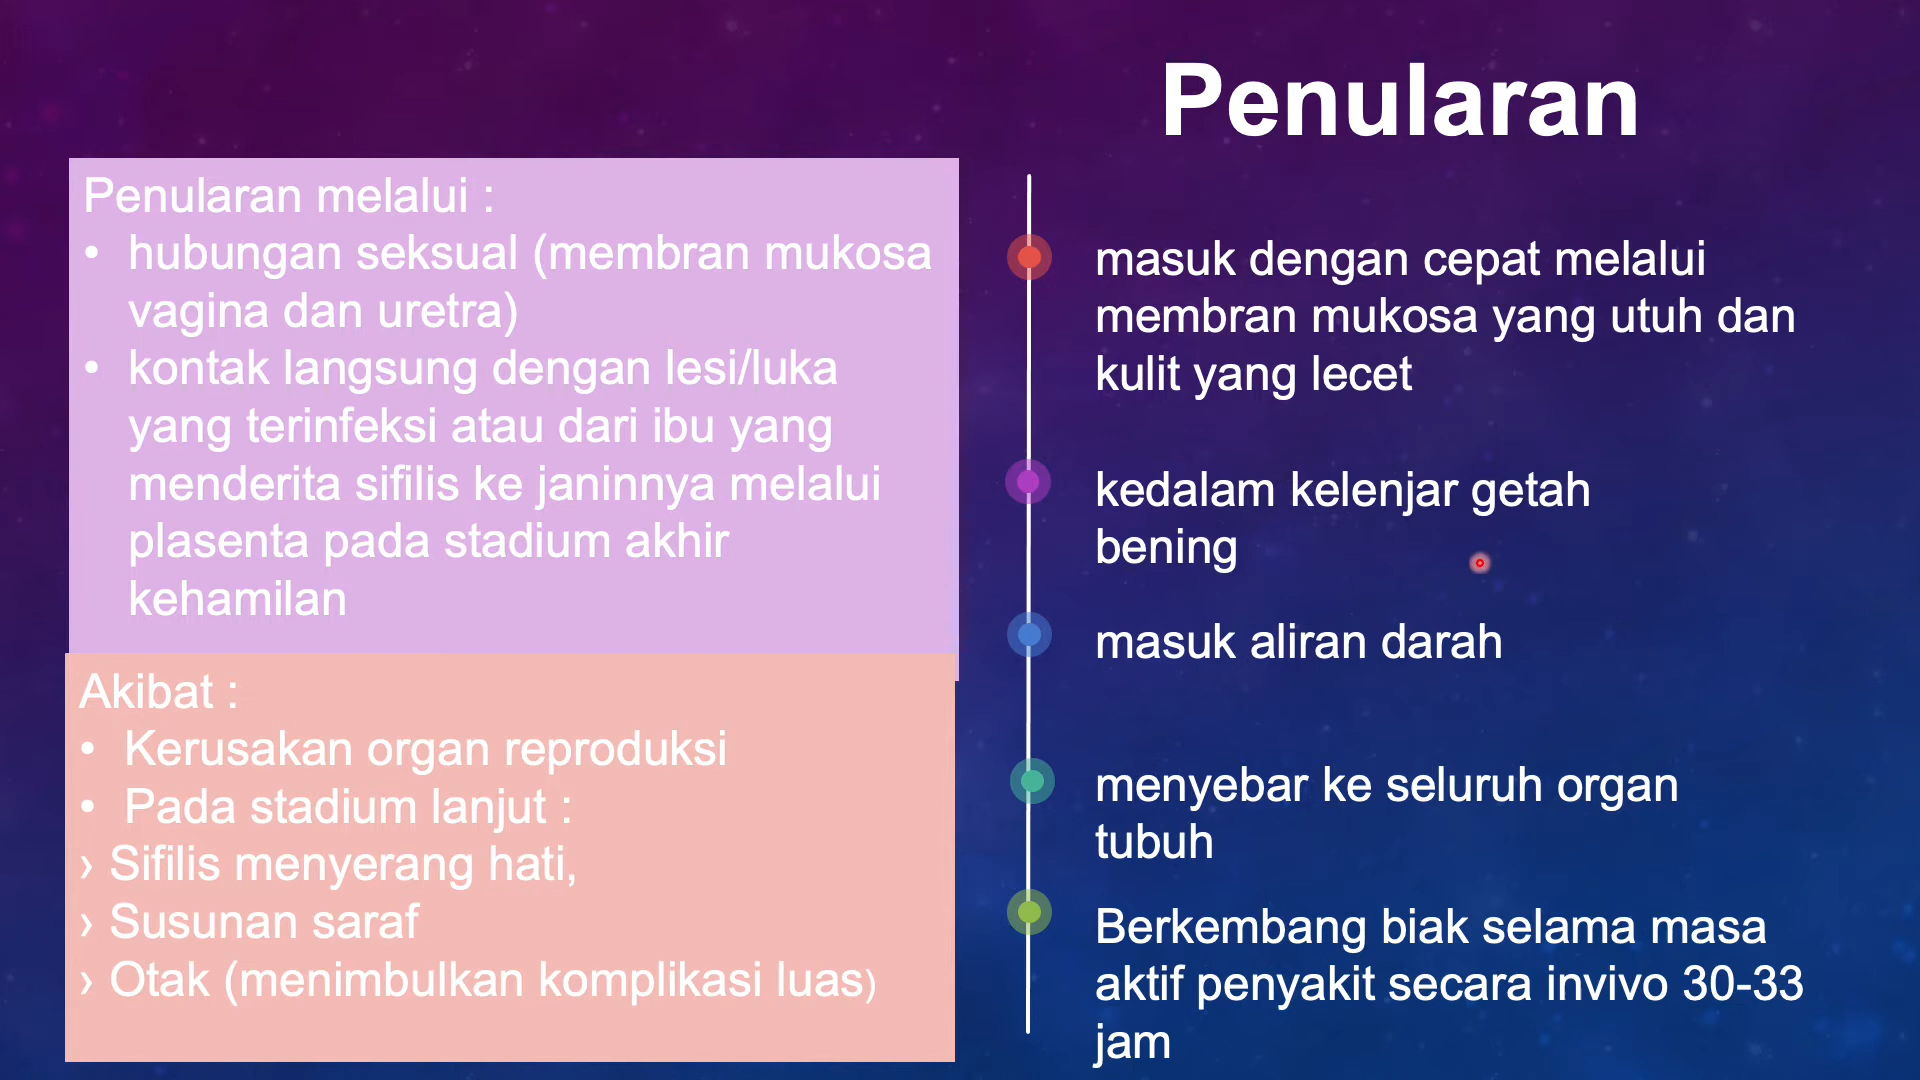 Penularan
Penularan melalui :
• hubungan seksual (membran mukosa
vagina dan uretra)
• kontak langsung dengan lesi/luka
yang terinfeksi atau dari ibu yang
menderita sifilis ke janinnya melalui
plasenta pada stadium akhir
kehamilan
Akibat :
• Kerusakan organ reproduksi
• Pada stadium lanjut :
› Sifilis menyerang hati,
› Susunan saraf
› Otak (menimbulkan komplikasi luas)
masuk dengan cepat melalui
membran mukosa yang utuh dan
kulit yang lecet
kedalam kelenjar getah
bening
masuk aliran darah
menyebar ke seluruh organ
tubuh
Berkembang biak selama masa
aktif penyakit secara invivo 30-33
jam